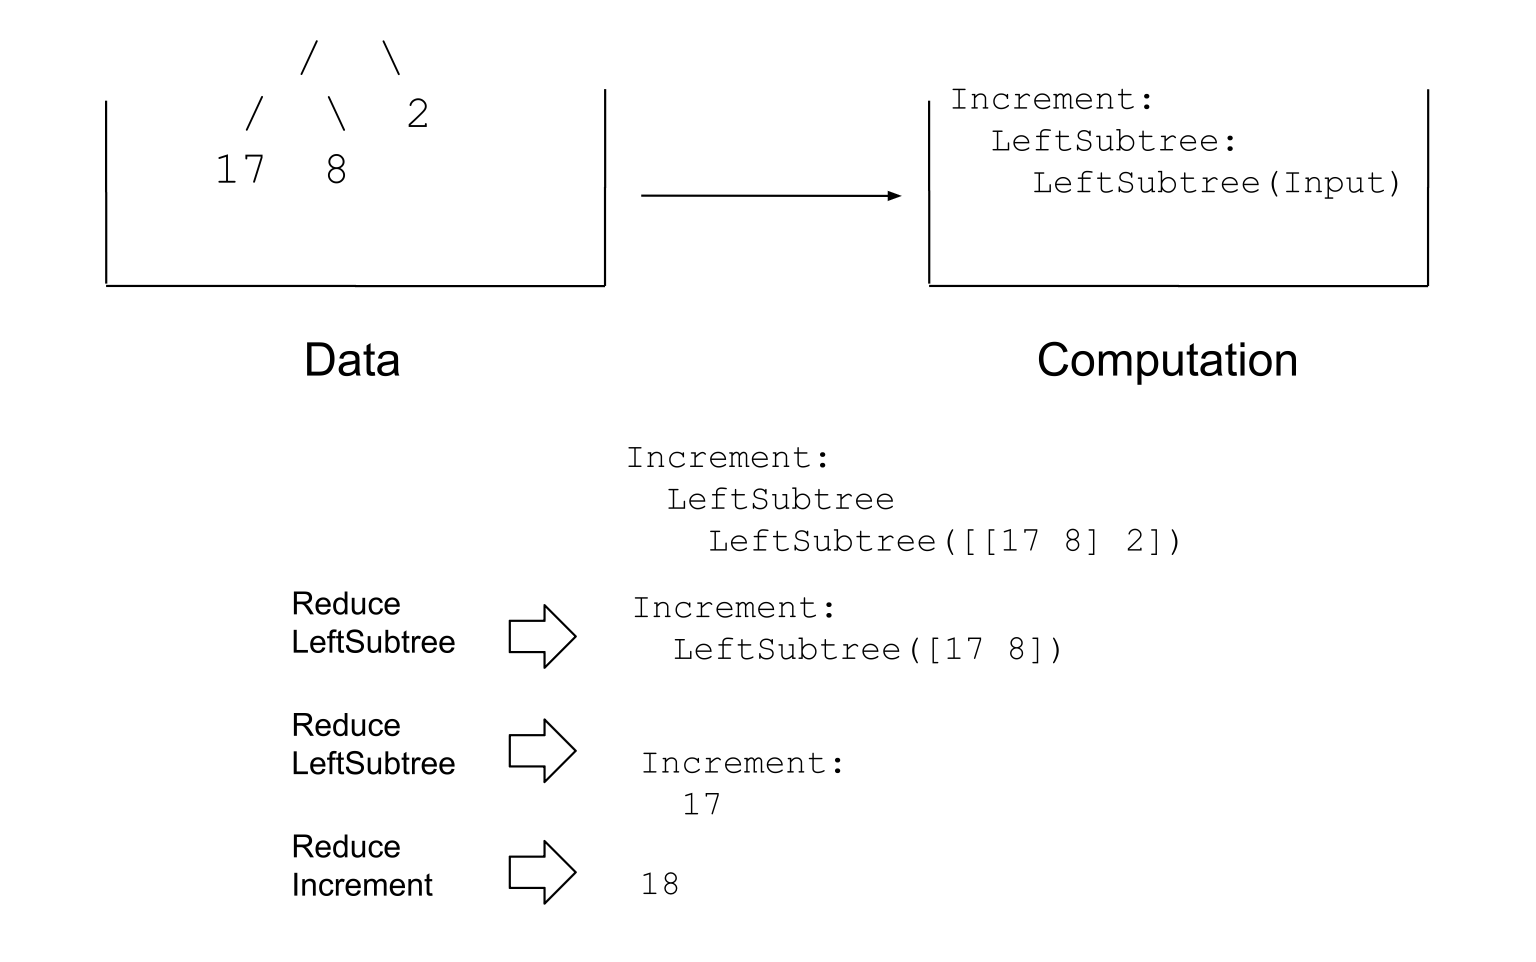 / \
/ \ 2
17 8
Data
Increment:
LeftSubtree:
LeftSubtree(Input)
Computation
Increment:
LeftSubtree
LeftSubtree([[17 8] 2])
Reduce
LeftSubtree
Increment:
LeftSubtree([17 8])
Reduce
LeftSubtree
Increment:
17
Reduce
Increment
18